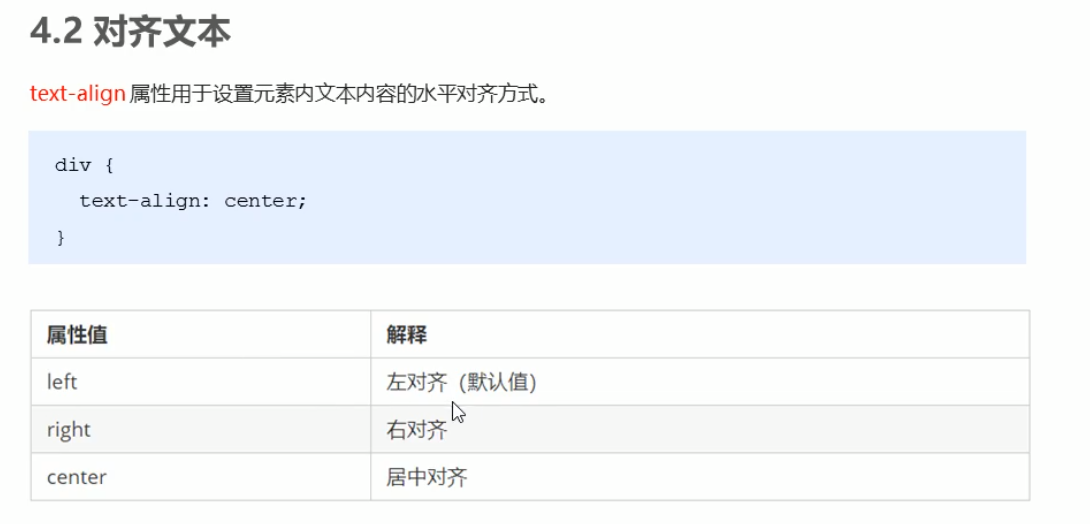 4.2 对齐文本
text-align 属性用于设置元素内文本内容的水平对齐方式。
div {
  text-align: center;
}
属性值 解释
left 左对齐（默认值）
right 右对齐
center 居中对齐